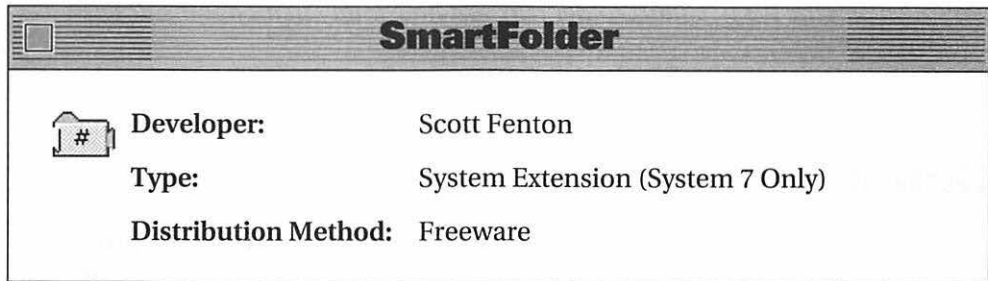 SmartFolder
#
Developer: Scott Fenton
Type: System Extension (System 7 Only)
Distribution Method: Freeware